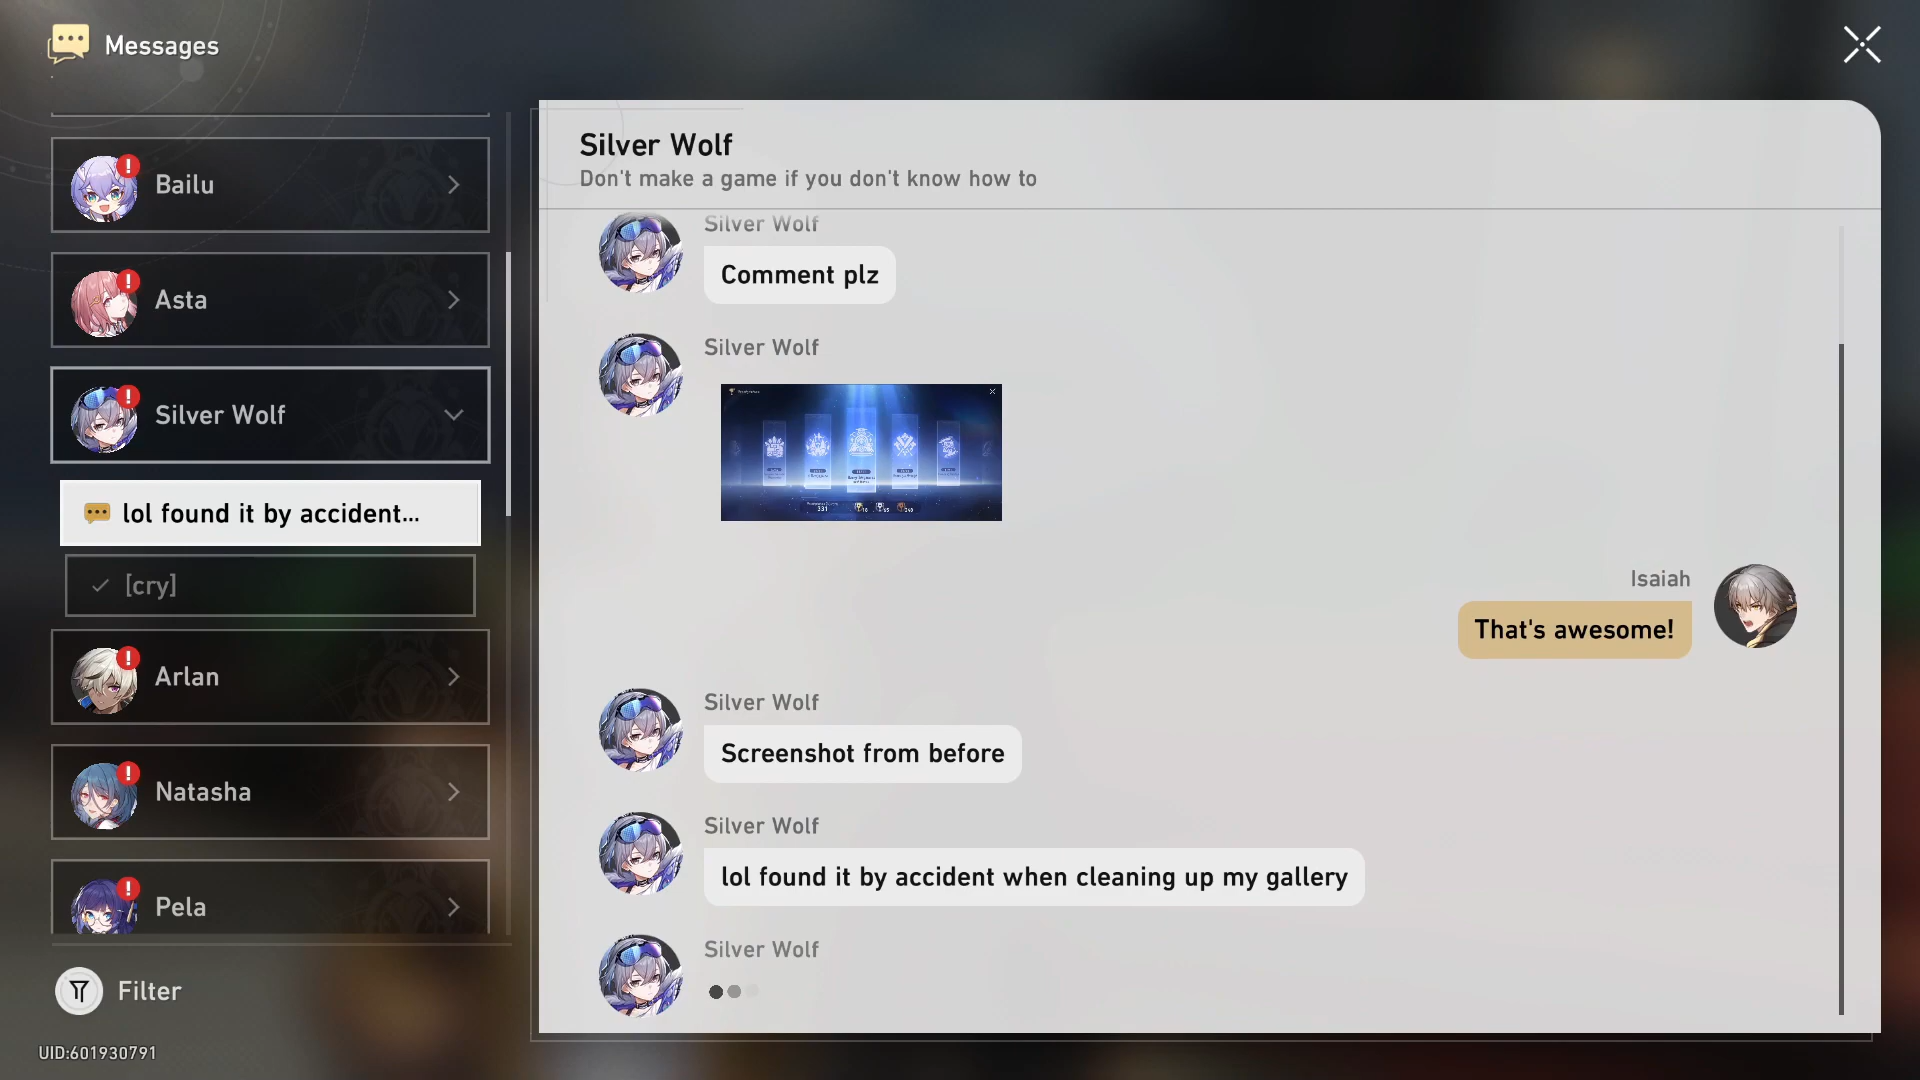 Messages
Bailu
Asta
Silver Wolf
lol found it by accident...
[cry]
Arlan
Natasha
Pela
Filter
UID:601930791
Silver Wolf
Don't make a game if you don't know how to
Silver Wolf
Comment plz
Silver Wolf
331
Isaiah
That's awesome!
Silver Wolf
Screenshot from before
Silver Wolf
lol found it by accident when cleaning up my gallery
Silver Wolf